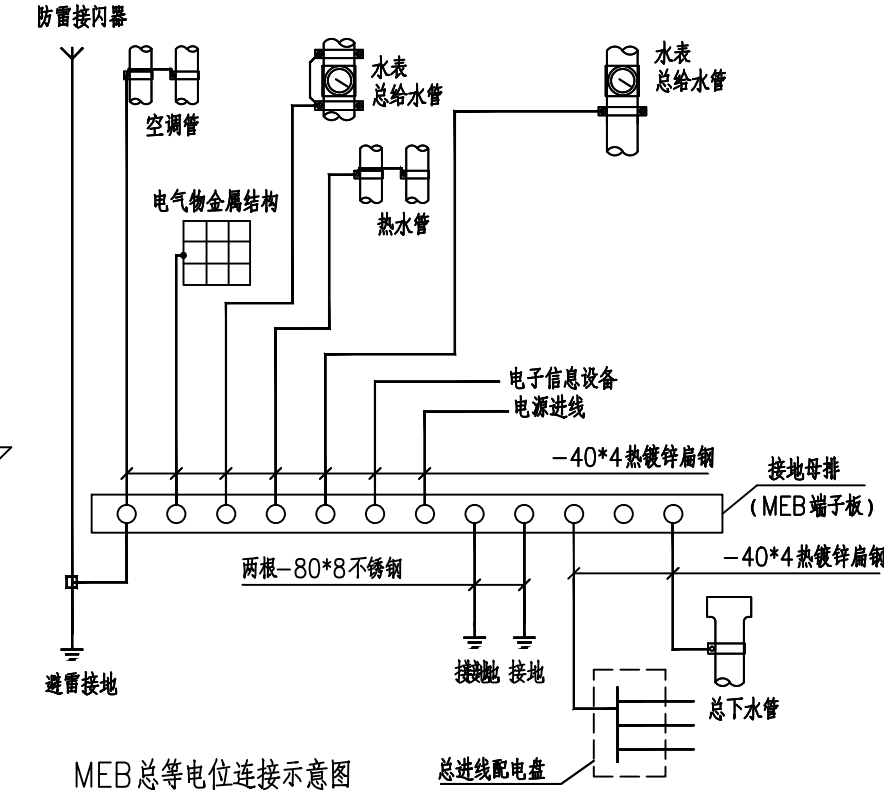 防雷接闪器
空调管
水表
总给水管
水表
总给水管
电气物金属结构
热水管
电子信息设备
电源进线
-40*4热镀锌扁钢
接地母排
(MEB端子板)
两根-80*8不锈钢
-40*4热镀锌扁钢
避雷接地
接地
接地
总下水管
总进线配电盘
MEB总等电位连接示意图